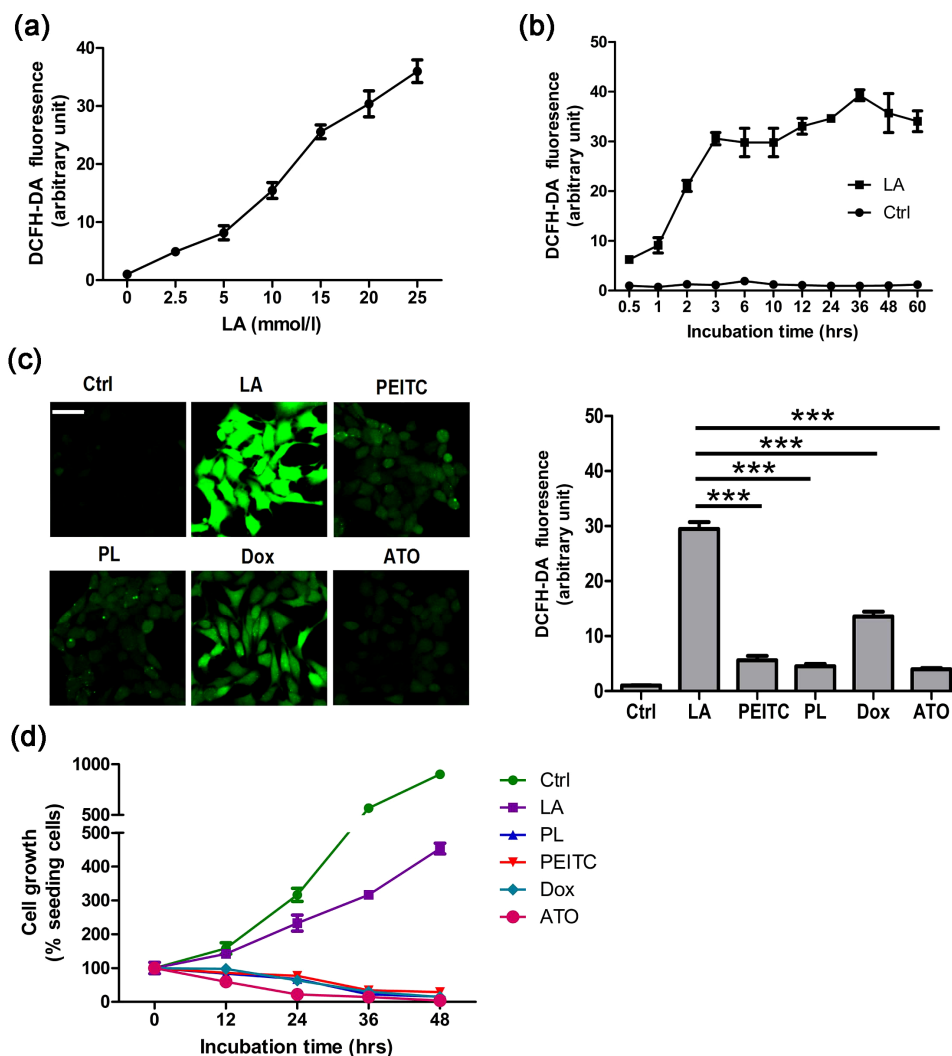 (a)
DCFH-DA fluoresence
(arbitrary unit)
40
30
20
10
0
0 2.5 5 10 15 20 25
LA (mmol/l)
(b)
DCFH-DA fluoresence
(arbitrary unit)
50
40
30
20
10
0
LA
Ctrl
0.5 1 2 3 6 10 12 24 36 48 60
Incubation time (hrs)
(c)
Ctrl LA PEITC
PL Dox ATO
DCFH-DA fluoresence
(arbitrary unit)
50
40
30
20
10
0
***
***
***
***
Ctrl LA PEITC PL Dox ATO
(d)
Cell growth
(% seeding cells)
1000
500
500
400
300
200
100
0
0 12 24 36 48
Incubation time (hrs)
Ctrl
LA
PL
PEITC
Dox
ATO